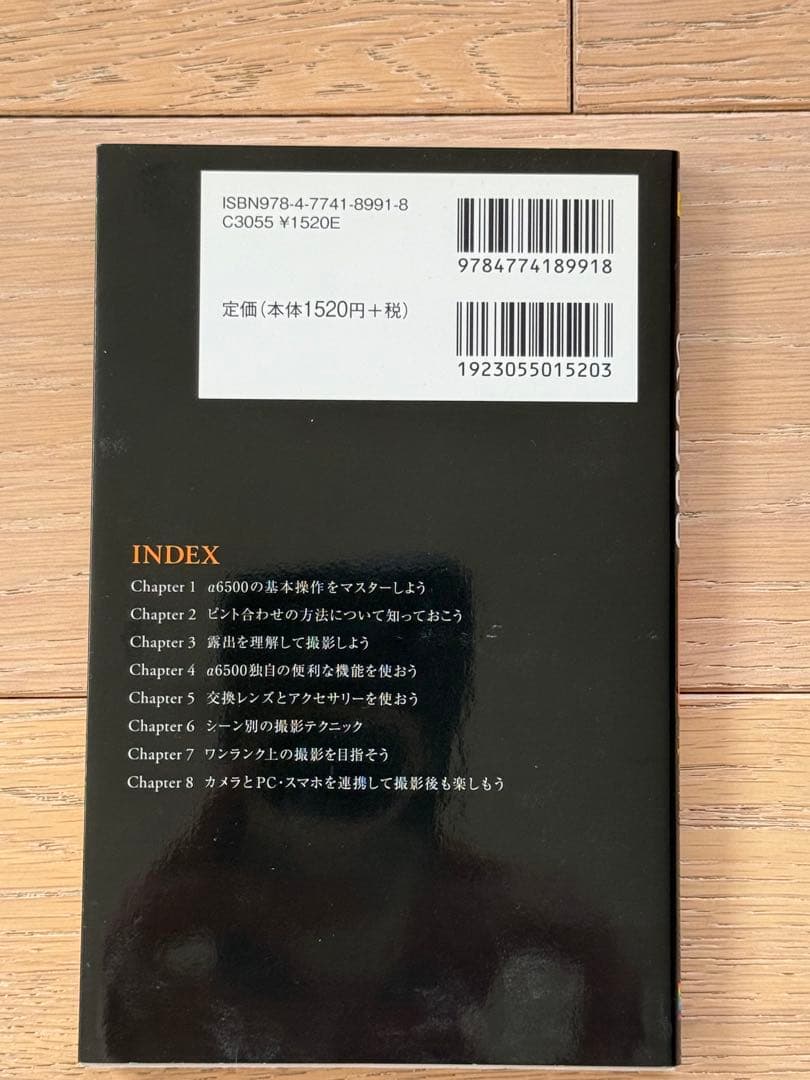 ISBN978-4-7741-8991-8
C3055 ¥1520E
9784774189918
定価(本体1520円+税)
1923055015203
INDEX
Chapter 1 α6500の基本操作をマスターしよう
Chapter 2 ピント合わせの方法について知っておこう
Chapter 3 露出を理解して撮影しよう
Chapter 4 α6500独自の便利な機能を使おう
Chapter 5 交換レンズとアクセサリーを使おう
Chapter 6 シーン別の撮影テクニック
Chapter 7 ワンランク上の撮影を目指そう
Chapter 8 カメラとPC・スマホを連携して撮影後も楽しもう